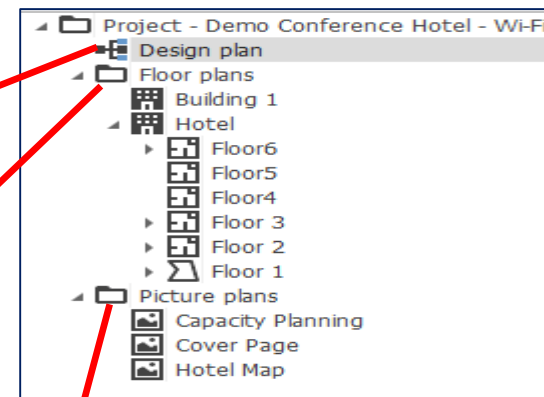 Project - Demo Conference Hotel - Wi-Fi
Design plan
Floor plans
Building 1
Hotel
Floor6
Floor5
Floor4
Floor 3
Floor 2
Floor 1
Picture plans
Capacity Planning
Cover Page
Hotel Map